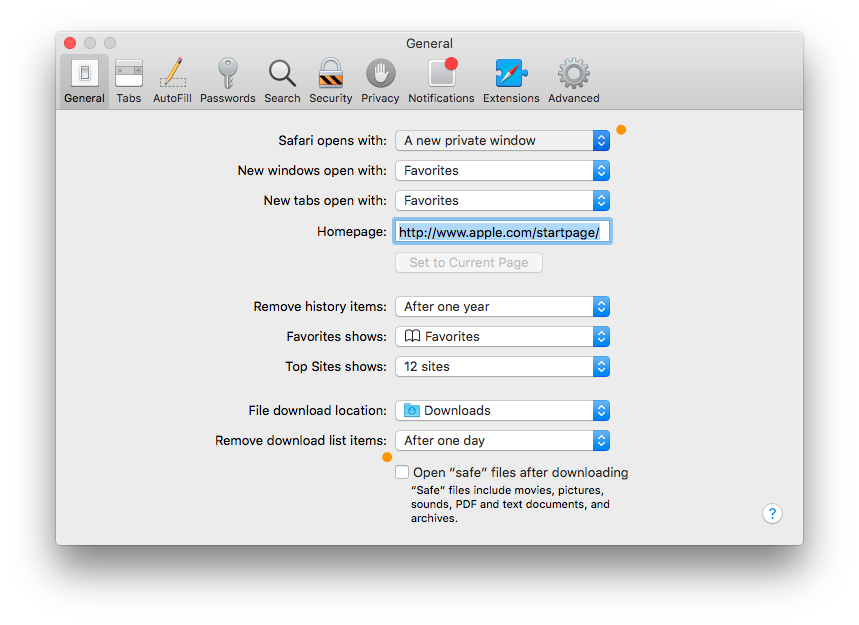 General
General Tabs AutoFill Passwords Search Security Privacy Notifications Extensions Advanced
Safari opens with: A new private window
New windows open with: Favorites
New tabs open with: Favorites
Homepage: http://www.apple.com/startpage/
Set to Current Page
Remove history items: After one year
Favorites shows: Favorites
Top Sites shows: 12 sites
File download location: Downloads
Remove download list items: After one day
Open “safe” files after downloading
“Safe” files include movies, pictures,
sounds, PDF and text documents, and
archives.
?